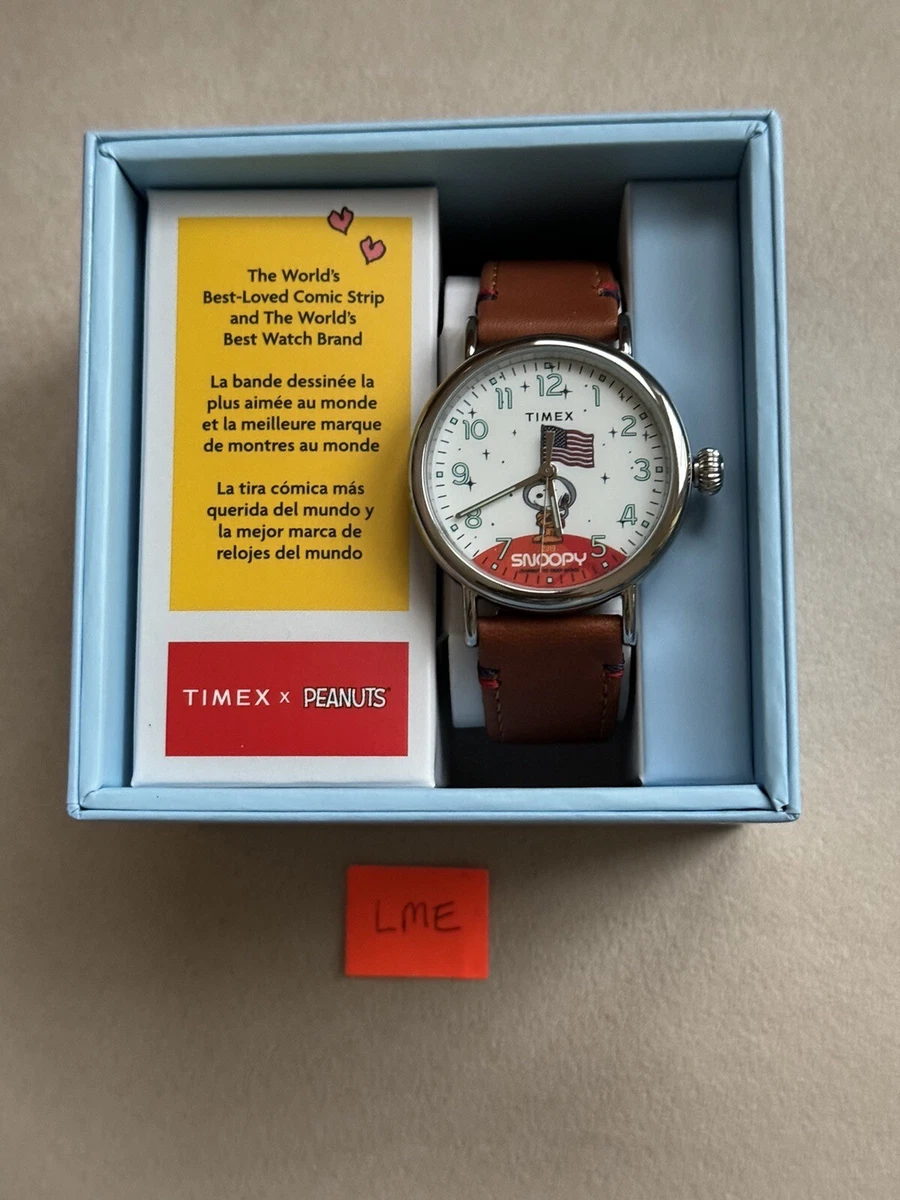 The World's
Best-Loved Comic Strip
and The World's
Best Watch Brand
La bande dessinée la
plus aimée au monde
et la meilleure marque
de montres au monde
La tira cómica más
querida del mundo y
la mejor marca de
relojes del mundo
TIMEX x PEANUTS
12
11 1
TIMEX
10 2
9 3
8 4
7 5
SNOOPY
LME